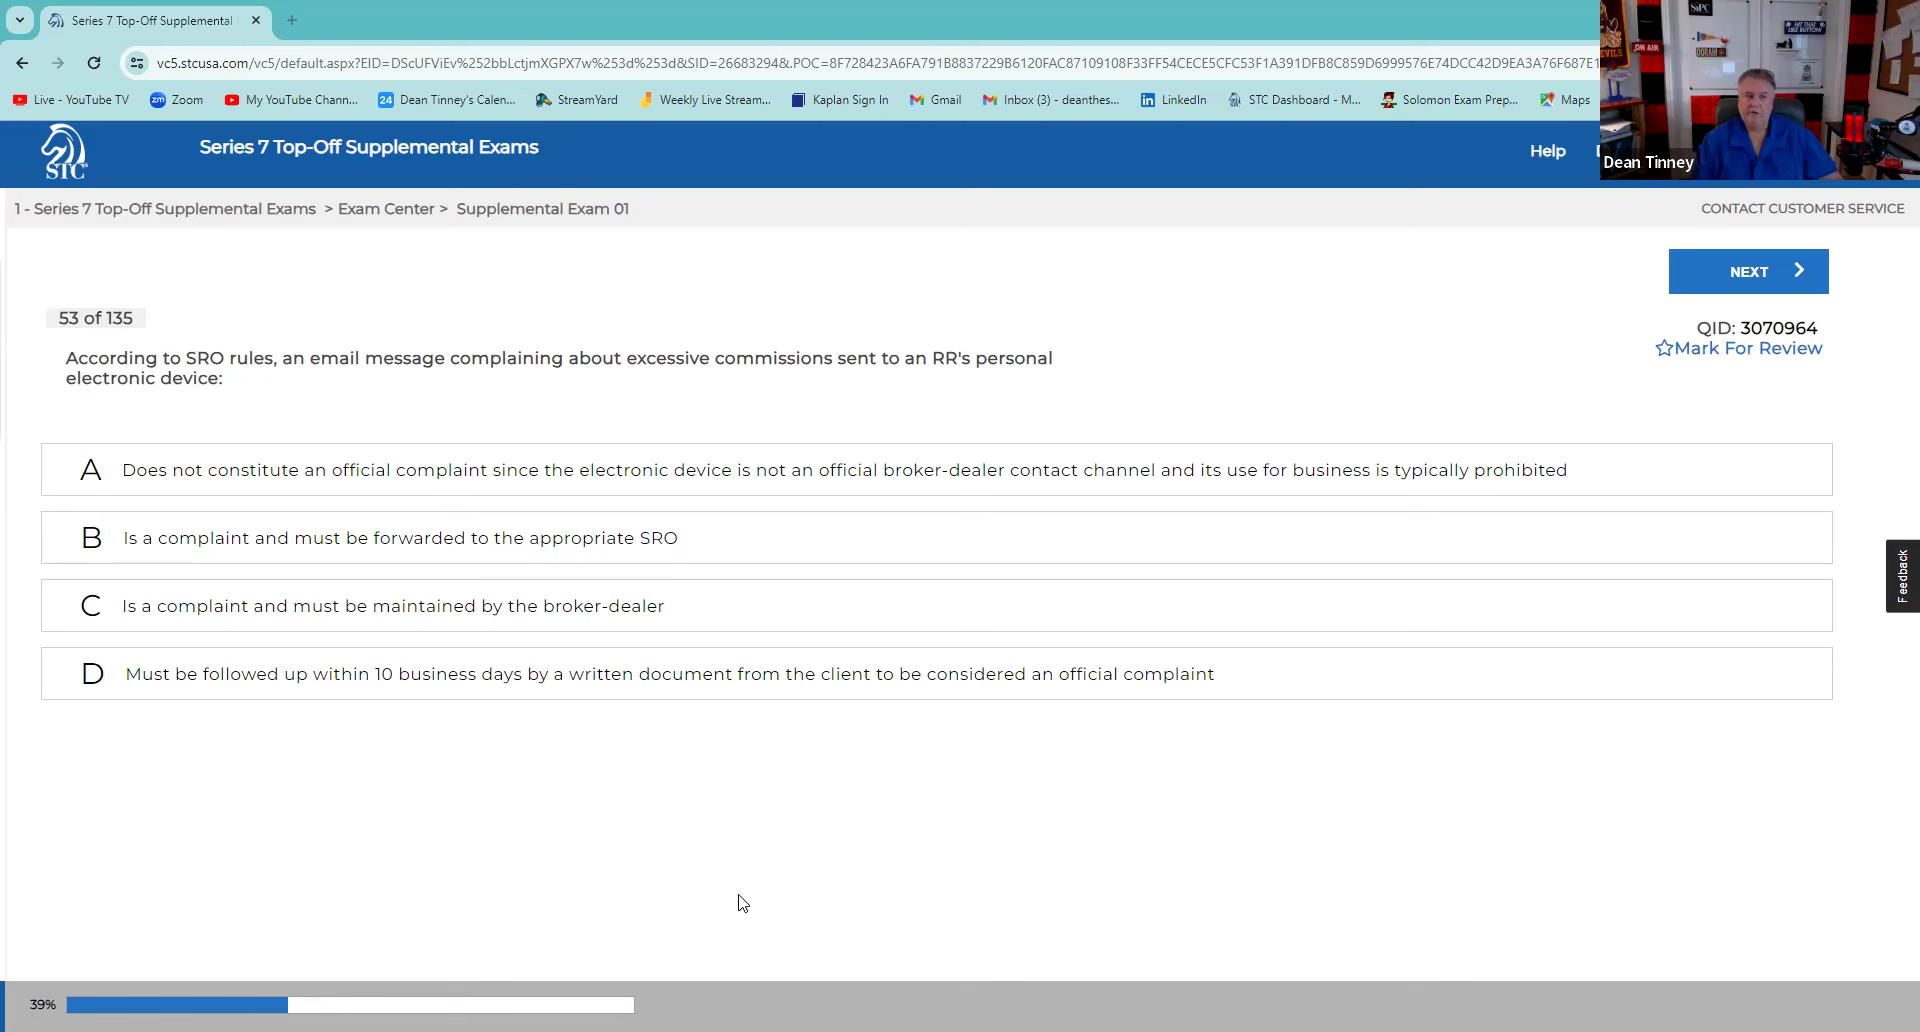 Series 7 Top-Off Supplemental
vc5.stcusa.com/vc5/default.aspx?EID=DScUFViEv%252bbLctjmXGPX7w%253d%253d&SID=26683294&.POC=8F728423A6FA791B8837229B6120FAC87109108F33FF54CECE5CFC53F1A391DFB8C859D6999576E74DCC42D9EA3A76F687E1
Live - YouTube TV
Zoom
My YouTube Chann...
24 Dean Tinney's Calen...
StreamYard
Weekly Live Stream...
Kaplan Sign In
Gmail
Inbox (3) - deanthes...
LinkedIn
STC Dashboard - M...
Solomon Exam Prep...
Maps
SiPC
HIT THAT
LIKE BUTTON!
ON AIR
Dean Tinney
STC
Series 7 Top-Off Supplemental Exams
Help
1 - Series 7 Top-Off Supplemental Exams > Exam Center > Supplemental Exam 01
CONTACT CUSTOMER SERVICE
NEXT
53 of 135
QID: 3070964
Mark For Review
According to SRO rules, an email message complaining about excessive commissions sent to an RR's personal
electronic device:
A Does not constitute an official complaint since the electronic device is not an official broker-dealer contact channel and its use for business is typically prohibited
B Is a complaint and must be forwarded to the appropriate SRO
C Is a complaint and must be maintained by the broker-dealer
D Must be followed up within 10 business days by a written document from the client to be considered an official complaint
Feedback
39%